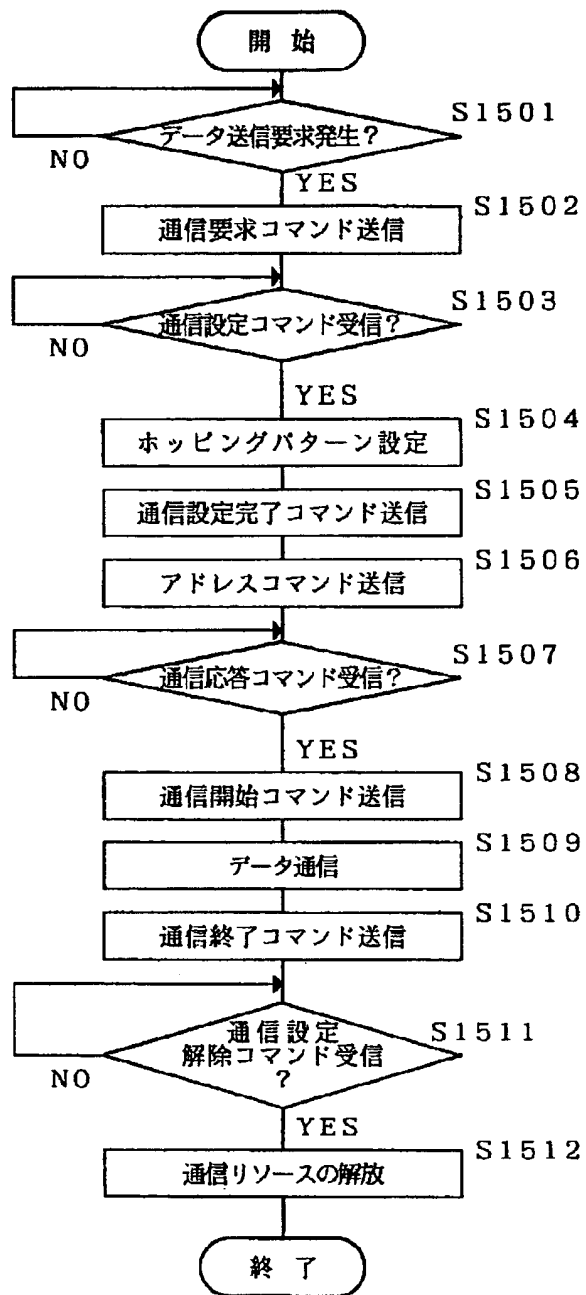 開 始
データ送信要求発生?
S1501
NO
YES
通信要求コマンド送信
S1502
通信設定コマンド受信?
S1503
NO
YES
ホッピングパターン設定
S1504
通信設定完了コマンド送信
S1505
アドレスコマンド送信
S1506
通信応答コマンド受信?
S1507
NO
YES
通信開始コマンド送信
S1508
データ通信
S1509
通信終了コマンド送信
S1510
通信設定
解除コマンド受信
?
S1511
NO
YES
通信リソースの解放
S1512
終 了